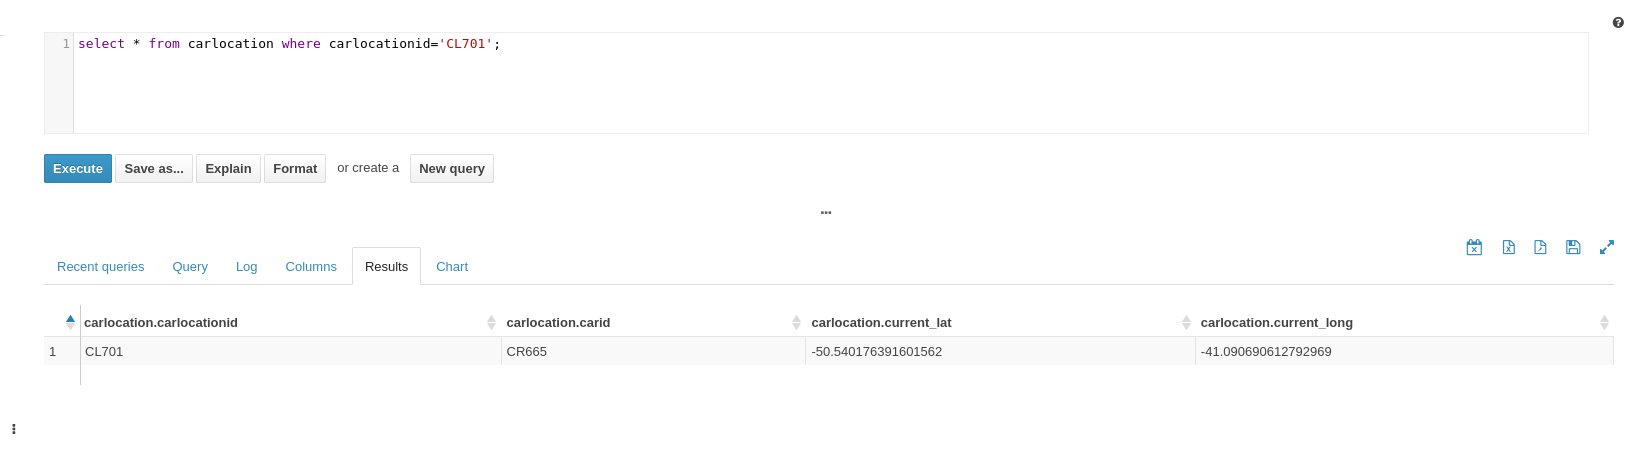 1 select * from carlocation where carlocationid='CL701';
Execute Save as... Explain Format or create a New query
Recent queries Query Log Columns Results Chart
carlocation.carlocationid carlocation.carid carlocation.current_lat carlocation.current_long
1 CL701 CR665 -50.540176391601562 -41.090690612792969